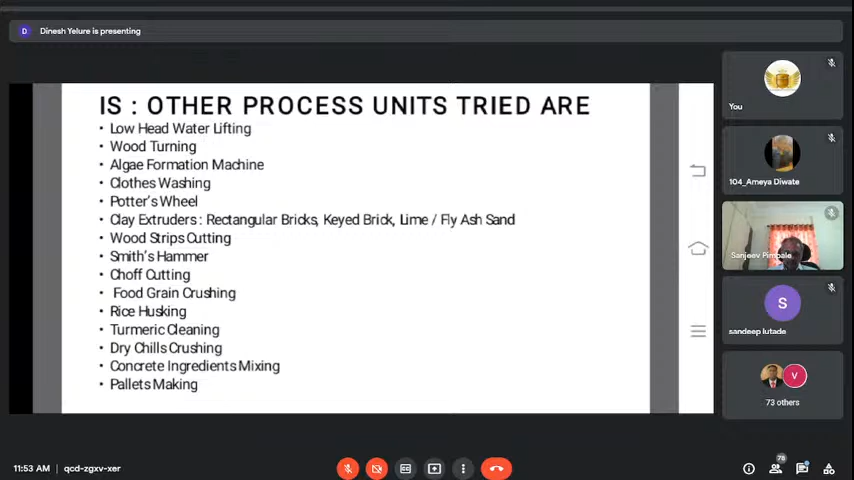 D Dinesh Yelure is presenting
IS : OTHER PROCESS UNITS TRIED ARE
• Low Head Water Lifting
• Wood Turning
• Algae Formation Machine
• Clothes Washing
• Potter's Wheel
• Clay Extruders : Rectangular Bricks, Keyed Brick, Lime / Fly Ash Sand
• Wood Strips Cutting
• Smith's Hammer
• Choff Cutting
• Food Grain Crushing
• Rice Husking
• Turmeric Cleaning
• Dry Chills Crushing
• Concrete Ingredients Mixing
• Pallets Making
You
104_Ameya Diwate
Sanjeev Pimpale
S
sandeep lutade
V
73 others
11:53 AM | qcd-zgxv-xer
78